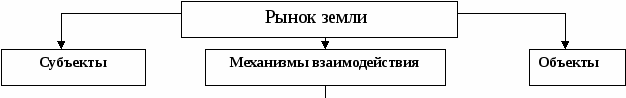 Рынок земли
Субъекты
Механизмы взаимодействия
Объекты